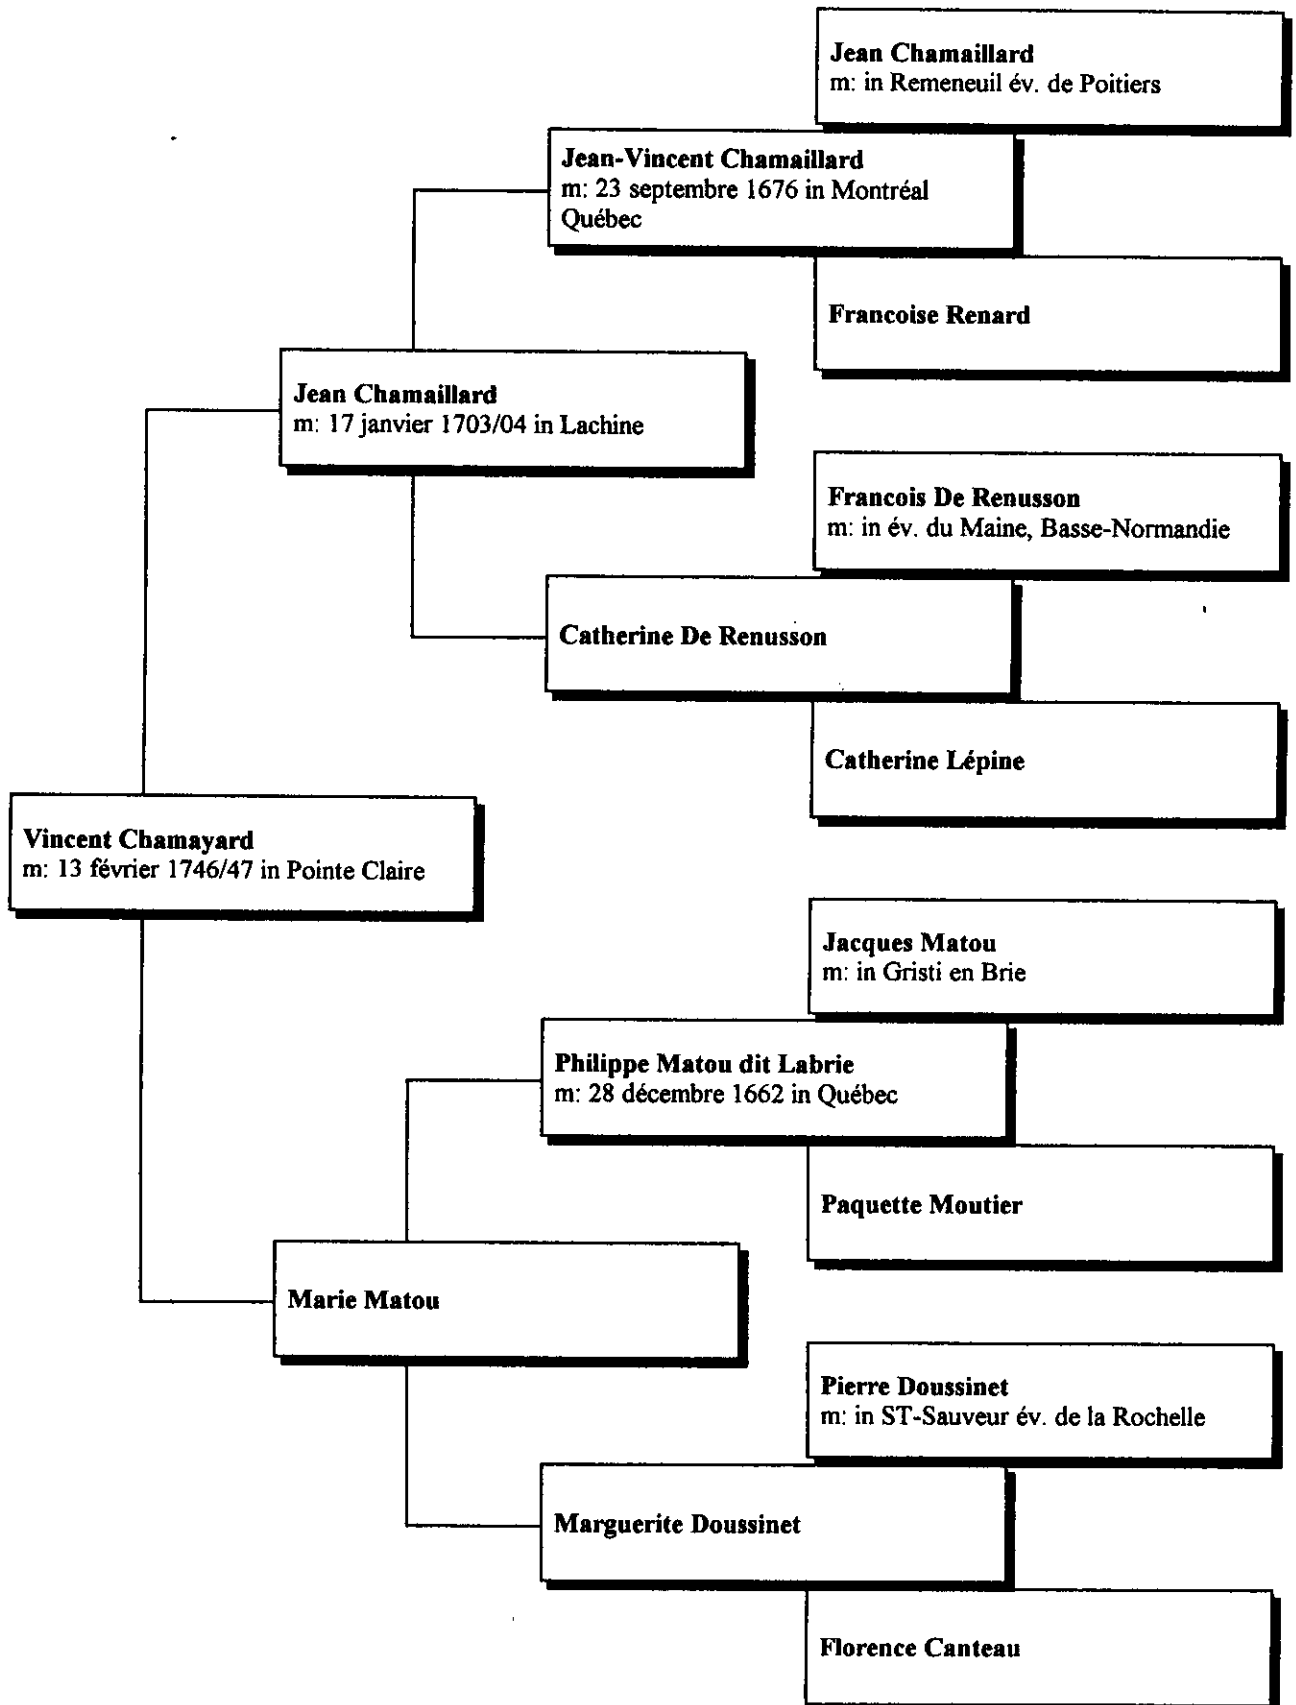 Jean Chamaillard
m: in Remeneuil év. de Poitiers
Jean-Vincent Chamaillard
m: 23 septembre 1676 in Montréal
Québec
Francoise Renard
Jean Chamaillard
m: 17 janvier 1703/04 in Lachine
Francois De Renusson
m: in év. du Maine, Basse-Normandie
Catherine De Renusson
Catherine Lépine
Vincent Chamayard
m: 13 février 1746/47 in Pointe Claire
Jacques Matou
m: in Gristi en Brie
Philippe Matou dit Labrie
m: 28 décembre 1662 in Québec
Paquette Moutier
Marie Matou
Pierre Doussinet
m: in ST-Sauveur év. de la Rochelle
Marguerite Doussinet
Florence Canteau